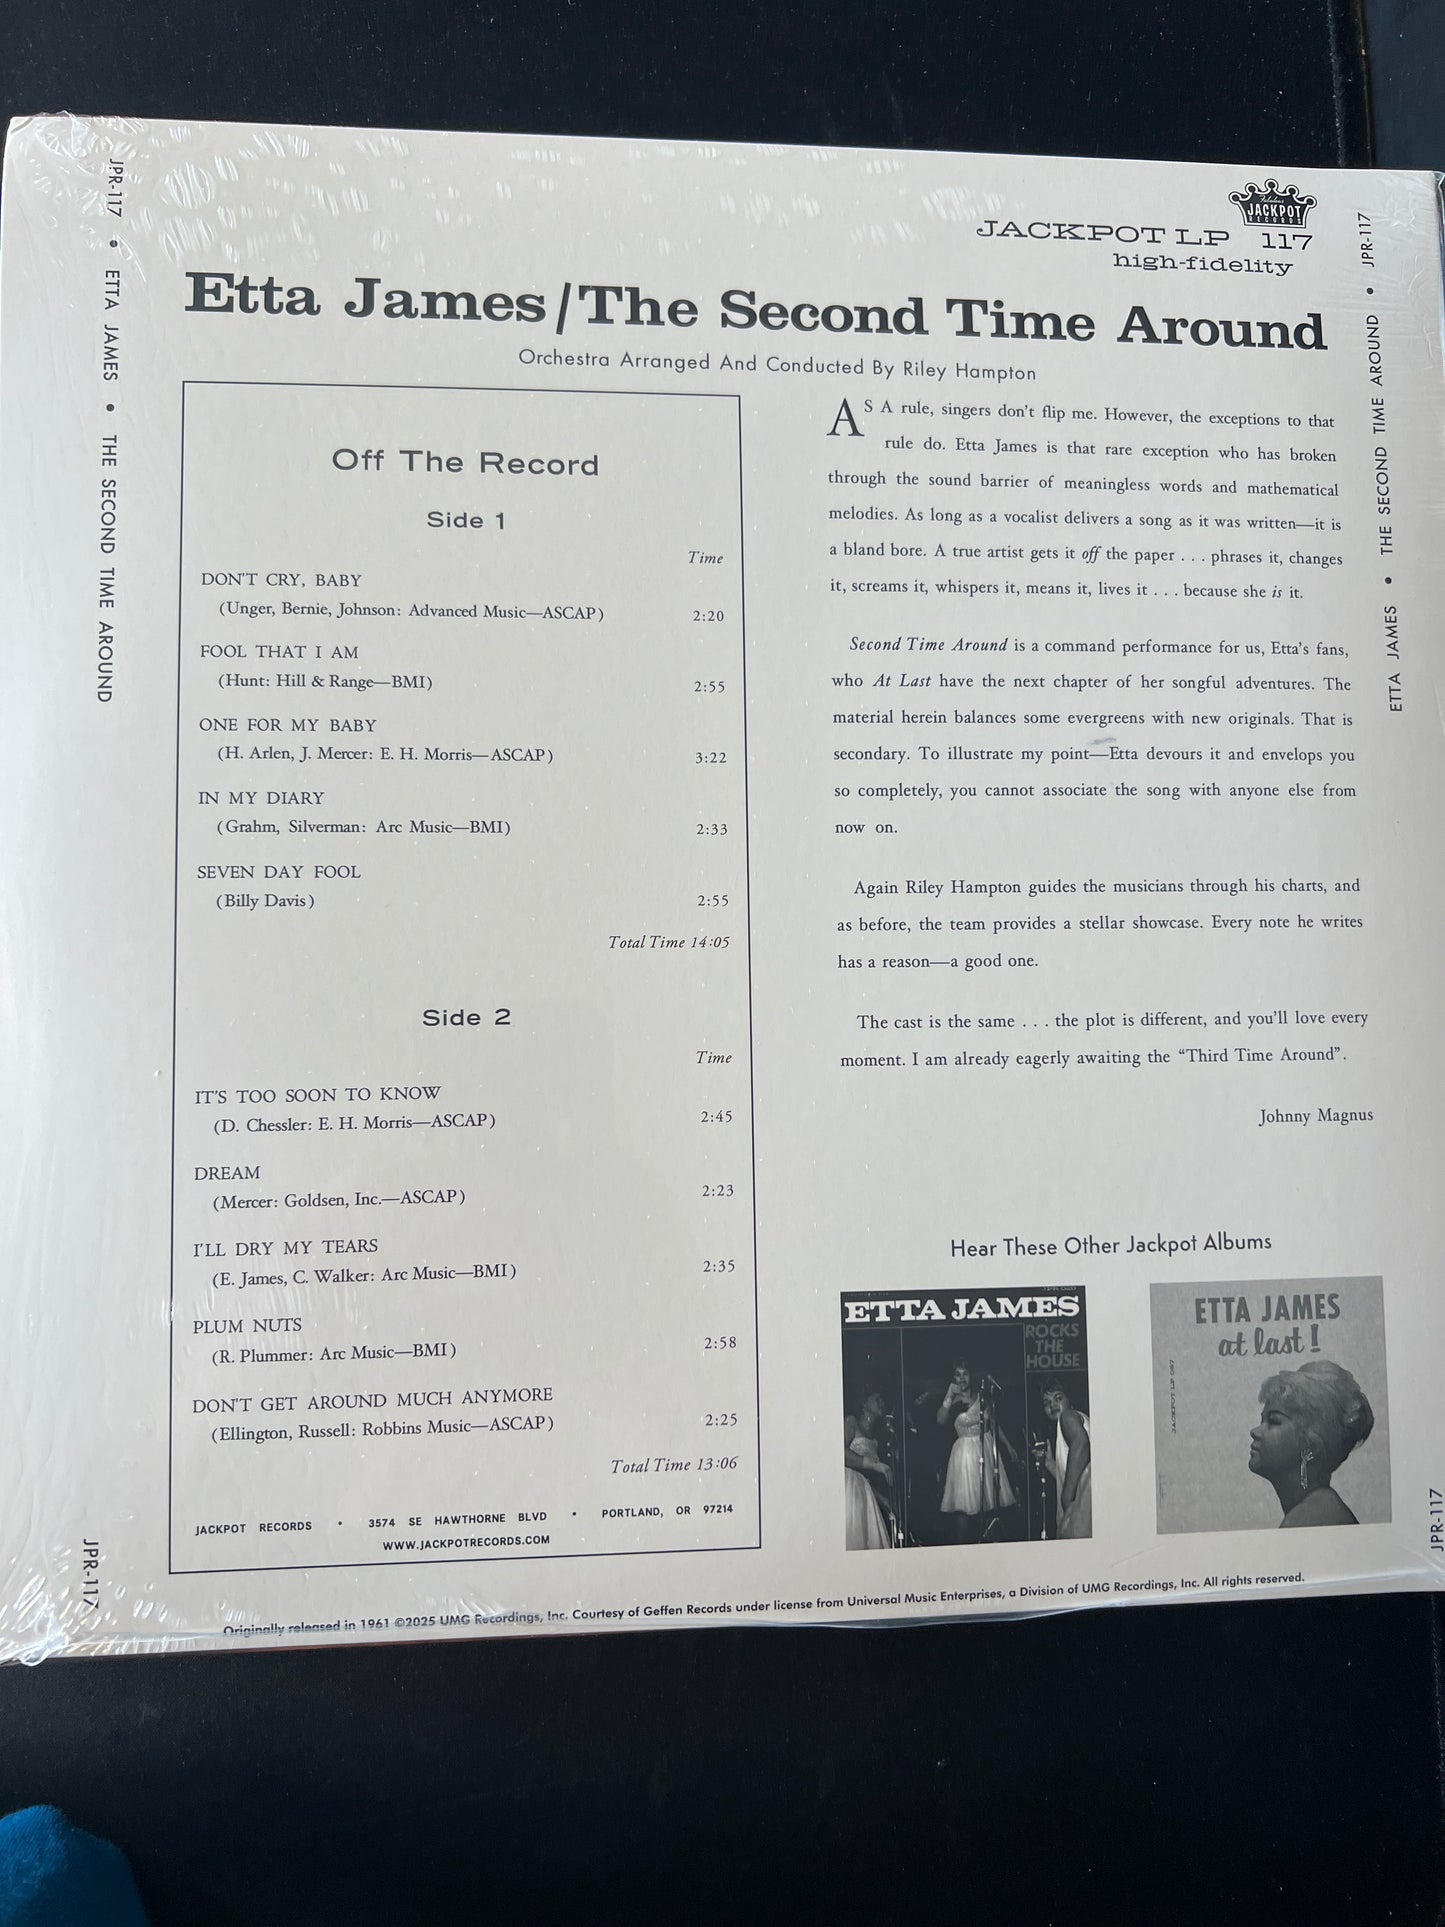 JPR-117 • ETTA JAMES • THE SECOND TIME AROUND
JPR-117
Fabulous
JACKPOT
RECORDS
JACKPOT LP 117
high-fidelity
Etta James/The Second Time Around
Orchestra Arranged And Conducted By Riley Hampton
Off The Record
Side 1
Time
DON'T CRY, BABY
(Unger, Bernie, Johnson: Advanced Music—ASCAP) 2:20
FOOL THAT I AM
(Hunt: Hill & Range—BMI) 2:55
ONE FOR MY BABY
(H. Arlen, J. Mercer: E. H. Morris—ASCAP) 3:22
IN MY DIARY
(Grahm, Silverman: Arc Music—BMI) 2:33
SEVEN DAY FOOL
(Billy Davis) 2:55
Total Time 14:05
Side 2
Time
IT'S TOO SOON TO KNOW
(D. Chessler: E. H. Morris—ASCAP) 2:45
DREAM
(Mercer: Goldsen, Inc.—ASCAP) 2:23
I'LL DRY MY TEARS
(E. James, C. Walker: Arc Music—BMI) 2:35
PLUM NUTS
(R. Plummer: Arc Music—BMI) 2:58
DON'T GET AROUND MUCH ANYMORE
(Ellington, Russell: Robbins Music—ASCAP) 2:25
Total Time 13:06
JACKPOT RECORDS • 3574 SE HAWTHORNE BLVD • PORTLAND, OR 97214
WWW.JACKPOTRECORDS.COM
AS A rule, singers don't flip me. However, the exceptions to that
rule do. Etta James is that rare exception who has broken
through the sound barrier of meaningless words and mathematical
melodies. As long as a vocalist delivers a song as it was written—it is
a bland bore. A true artist gets it off the paper . . . phrases it, changes
it, screams it, whispers it, means it, lives it . . . because she is it.
Second Time Around is a command performance for us, Etta's fans,
who At Last have the next chapter of her songful adventures. The
material herein balances some evergreens with new originals. That is
secondary. To illustrate my point—Etta devours it and envelops you
so completely, you cannot associate the song with anyone else from
now on.
Again Riley Hampton guides the musicians through his charts, and
as before, the team provides a stellar showcase. Every note he writes
has a reason—a good one.
The cast is the same . . . the plot is different, and you'll love every
moment. I am already eagerly awaiting the “Third Time Around”.
Johnny Magnus
Hear These Other Jackpot Albums
ETTA JAMES
ROCKS
THE
HOUSE
ETTA JAMES
at last!
JACKPOT LP 087
Originally released in 1961 ©2025 UMG Recordings, Inc. Courtesy of Geffen Records under license from Universal Music Enterprises, a Division of UMG Recordings, Inc. All rights reserved.
ETTA JAMES • THE SECOND TIME AROUND • JPR-117
JPR-117